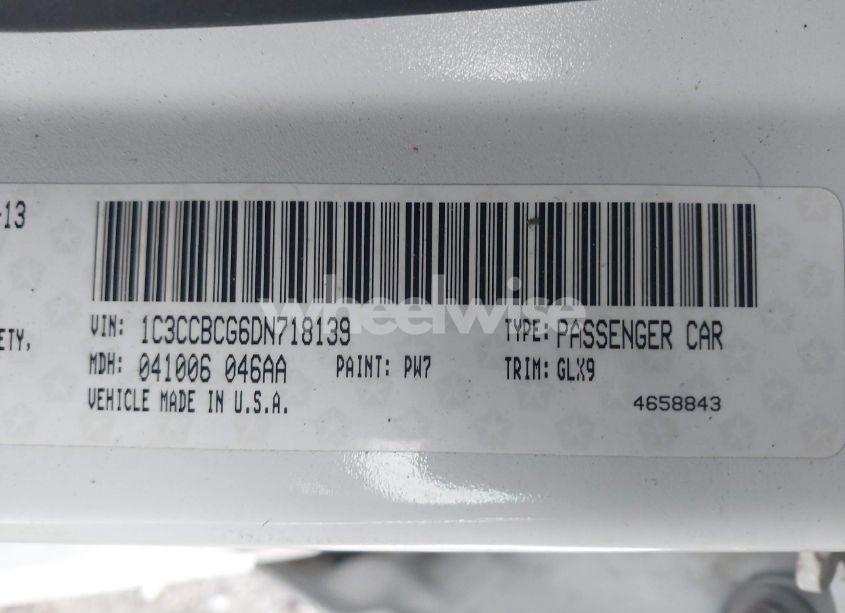 -13
wheelwise
VIN: 1C3CCBCG6DN718139 TYPE: PASSENGER CAR
ETY,
MDH: 041006 046AA PAINT: PW7 TRIM: GLX9
VEHICLE MADE IN U.S.A. 4658843